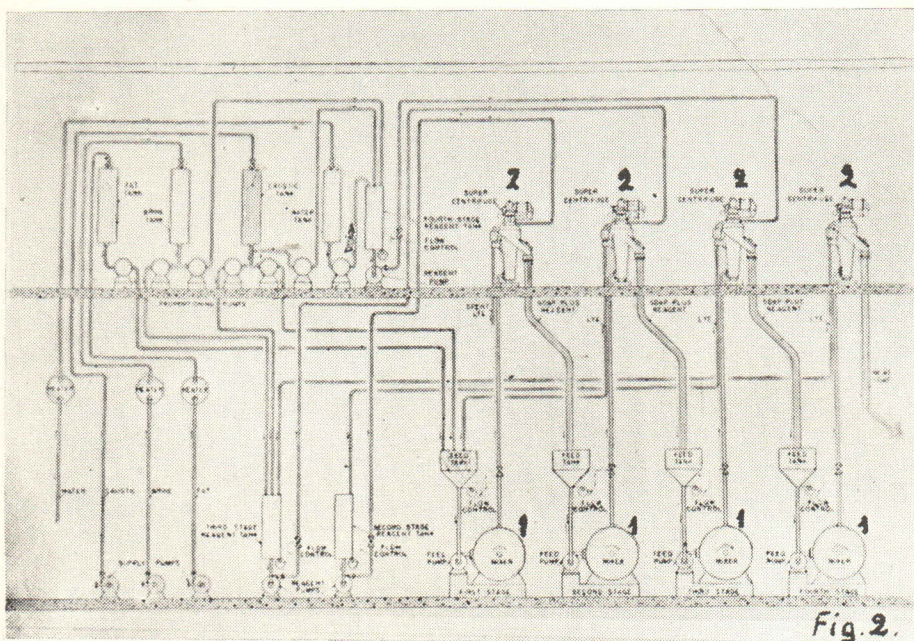 2 2 2 2
SUPER CENTRIFUGE
SUPER CENTRIFUGE
SUPER CENTRIFUGE
SUPER CENTRIFUGE
FAT TANK
BRINE TANK
CAUSTIC TANK
WATER TANK
FOURTH STAGE REAGENT TANK
FLOW CONTROL
REAGENT PUMP
PROPORTIONING PUMPS
SPENT LYE
SOAP PLUS REAGENT
LYE
SOAP PLUS REAGENT
LYE
SOAP PLUS REAGENT
LYE
HEATER
HEATER
HEATER
FEED TANK
FEED TANK
FEED TANK
FEED TANK
WATER
CAUSTIC
BRINE
FAT
FLOW CONTROL
FLOW CONTROL
FLOW CONTROL
THIRD STAGE REAGENT TANK
FLOW CONTROL
SECOND STAGE REAGENT TANK
FLOW CONTROL
1 1 1 1
SUPPLY PUMPS
REAGENT PUMPS
FEED PUMP
MIXER
FEED PUMP
MIXER
FEED PUMP
MIXER
FEED PUMP
MIXER
FIRST STAGE
SECOND STAGE
THIRD STAGE
FOURTH STAGE
Fig. 2.